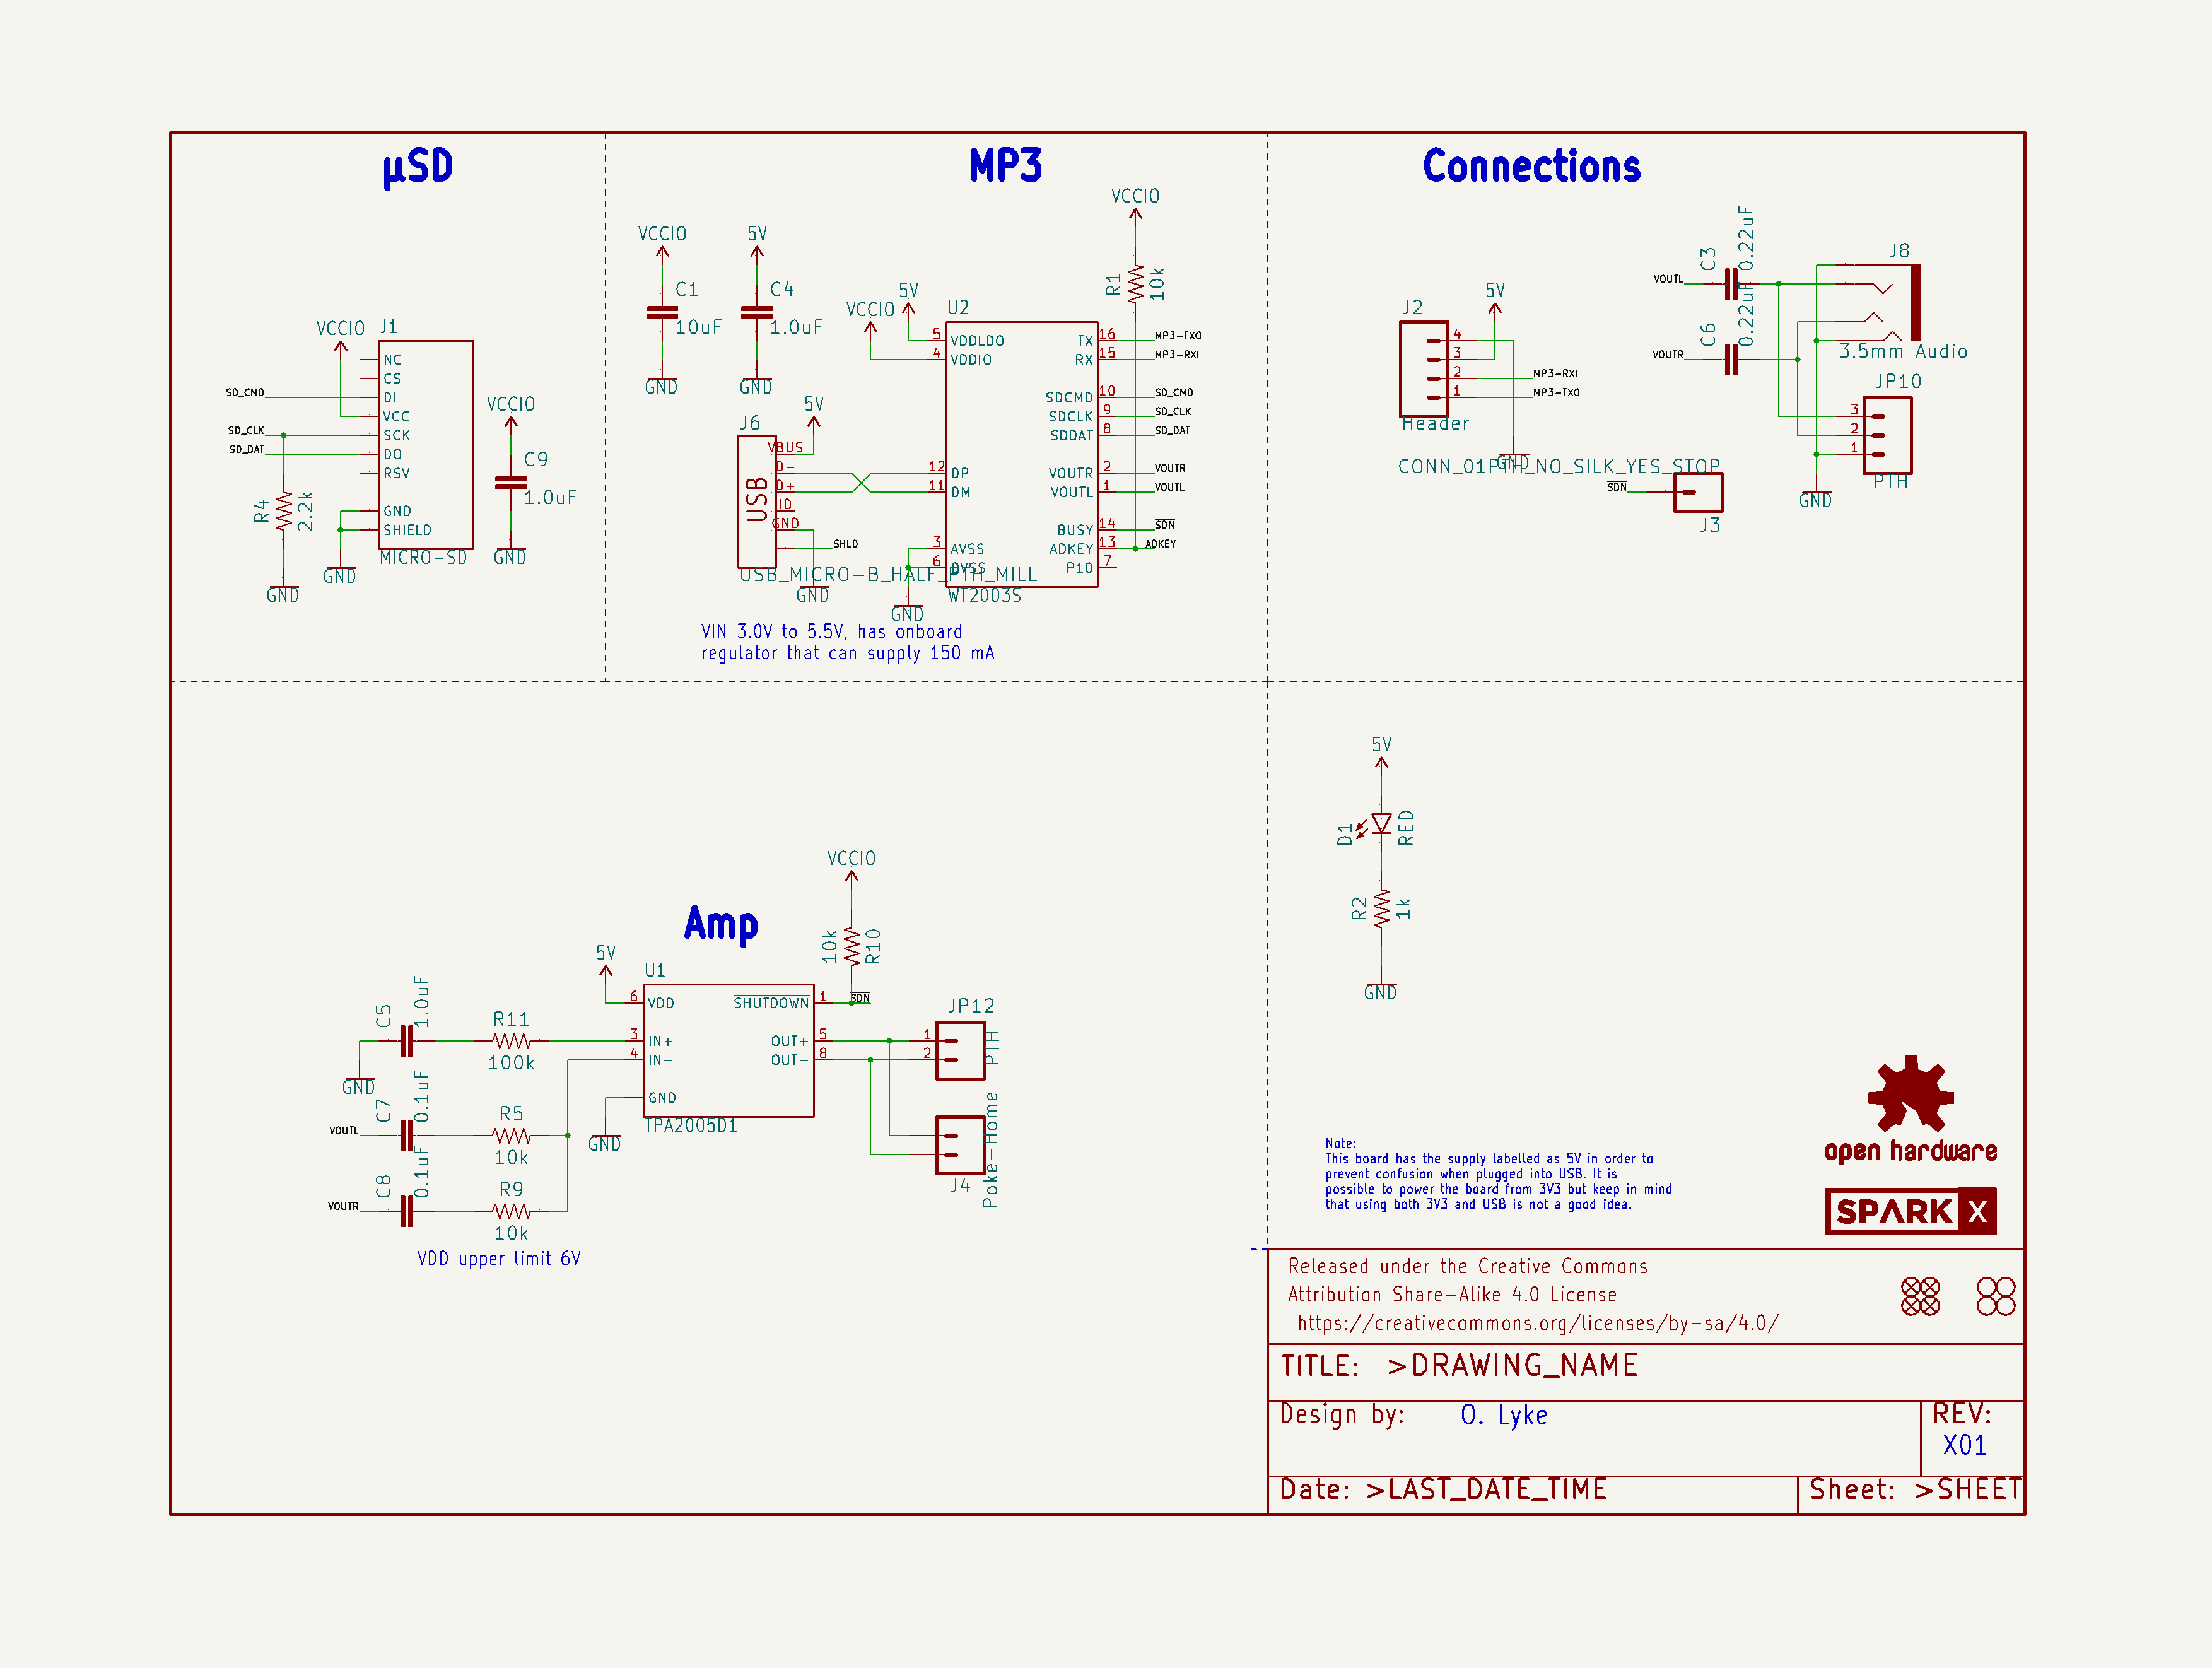 µSD
MP3
Connections
VCCIO
J1
NC
CS
DI
VCC
SCK
DO
RSV
GND
SHIELD
MICRO-SD
SD_CMD
SD_CLK
SD_DAT
R4
2.2k
GND
GND
VCCIO
C9
1.0uF
GND
VCCIO
C1
10uF
GND
5V
C4
1.0uF
GND
VCCIO
5V
U2
5 VDDLDO
4 VDDIO
12 DP
11 DM
3 AVSS
6 DVSS
TX 16 MP3-TXO
RX 15 MP3-RXI
SDCMD 10 SD_CMD
SDCLK 9 SD_CLK
SDDAT 8 SD_DAT
VOUTR 2 VOUTR
VOUTL 1 VOUTL
BUSY 14 SDN
ADKEY 13 ADKEY
P10 7
WT2003S
GND
VCCIO
R1
10k
J6
5V
USB
VBUS
D-
D+
ID
GND
SHLD
USB_MICRO-B_HALF_PTH_MILL
GND
VIN 3.0V to 5.5V, has onboard
regulator that can supply 150 mA
J2
5V
4
3
2 MP3-RXI
1 MP3-TXO
Header
GND
CONN_01PTH_NO_SILK_YES_STOP
SDN
J3
VOUTL
C3
0.22uF
VOUTR
C6
0.22uF
J8
3.5mm Audio
JP10
3
2
1
PTH
GND
Amp
VCCIO
10k
R10
5V
U1
6 VDD
3 IN+
4 IN-
GND
SHUTDOWN 1 SDN
OUT+ 5
OUT- 8
TPA2005D1
GND
C5
1.0uF
R11
100k
GND
VOUTL
C7
0.1uF
R5
10k
VOUTR
C8
0.1uF
R9
10k
VDD upper limit 6V
JP12
1
2
PTH
J4
Poke-Home
5V
D1
RED
R2
1k
GND
Note:
This board has the supply labelled as 5V in order to
prevent confusion when plugged into USB. It is
possible to power the board from 3V3 but keep in mind
that using both 3V3 and USB is not a good idea.
open hardware
SPARK X
Released under the Creative Commons
Attribution Share-Alike 4.0 License
https://creativecommons.org/licenses/by-sa/4.0/
TITLE: >DRAWING_NAME
Design by: O. Lyke
REV:
X01
Date: >LAST_DATE_TIME
Sheet: >SHEET